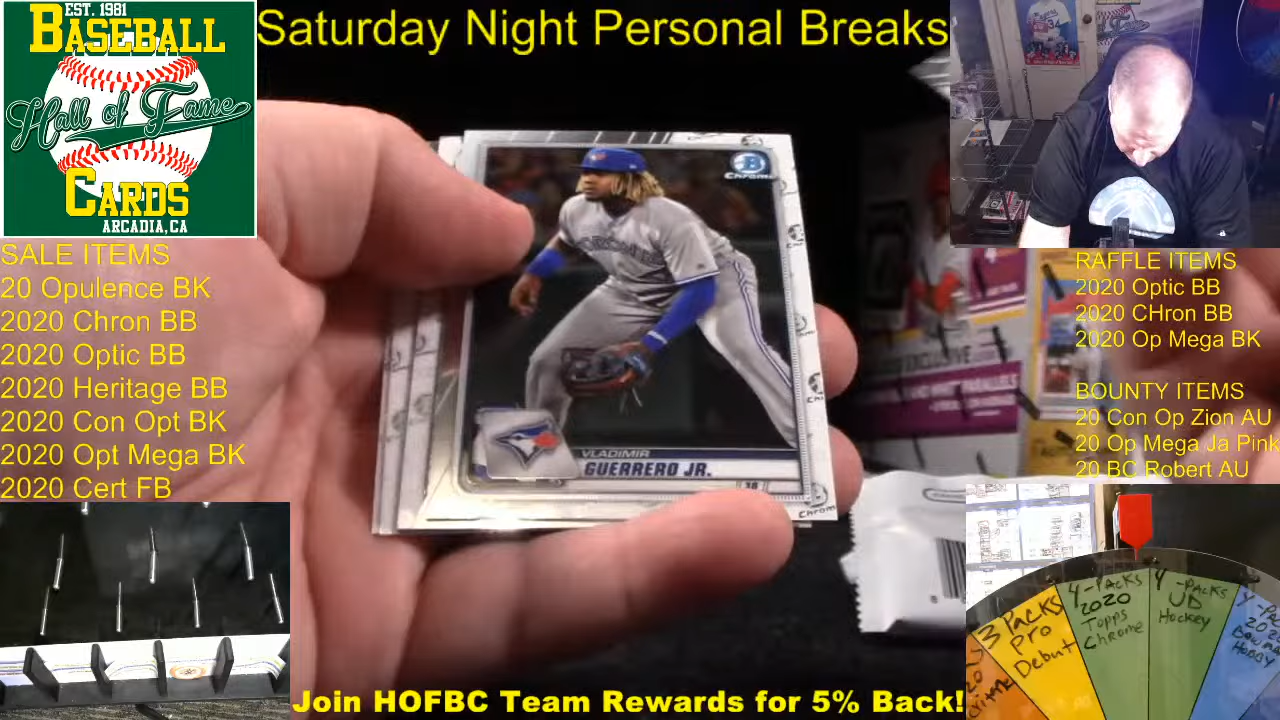 EST. 1981
BASEBALL
Hall of Fame
CARDS
ARCADIA, CA
Saturday Night Personal Breaks
SALE ITEMS
20 Opulence BK
2020 Chron BB
2020 Optic BB
2020 Heritage BB
2020 Con Opt BK
2020 Opt Mega BK
2020 Cert FB
B
Chrome
TORONTO
VLADIMIR
GUERRERO JR.
Chrom
RAFFLE ITEMS
2020 Optic BB
2020 CHron BB
2020 Op Mega BK
BOUNTY ITEMS
20 Con Op Zion AU
20 Op Mega Ja Pink
20 BC Robert AU
3 PACKS
Pro
Debut
4-PACKS
2020
TOPPS
CHROME
4-PACKS
UD
Hockey
Join HOFBC Team Rewards for 5% Back!